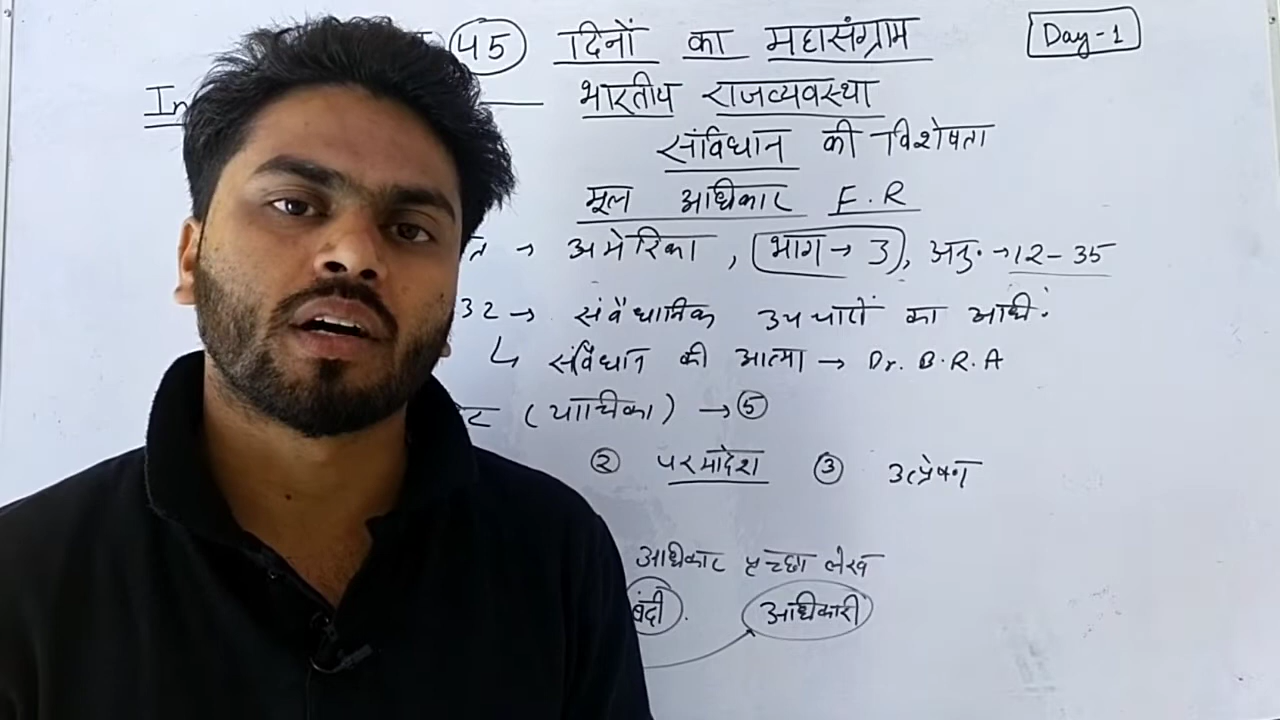 45 दिनों का महासंग्राम Day-1
In भारतीय राजव्यवस्था
संविधान की विशेषता
मूल अधिकार F.R
→ अमेरिका, भाग → 3, अनु. → 12-35
32 → संवैधानिक उपचारों का अधि.
↳ संविधान की आत्मा → Dr. B.R.A
(याचिका) → ⑤
② परमादेश ③ उत्प्रेषण
अधिकार पृच्छा लेख
बंदी. अधिकारी